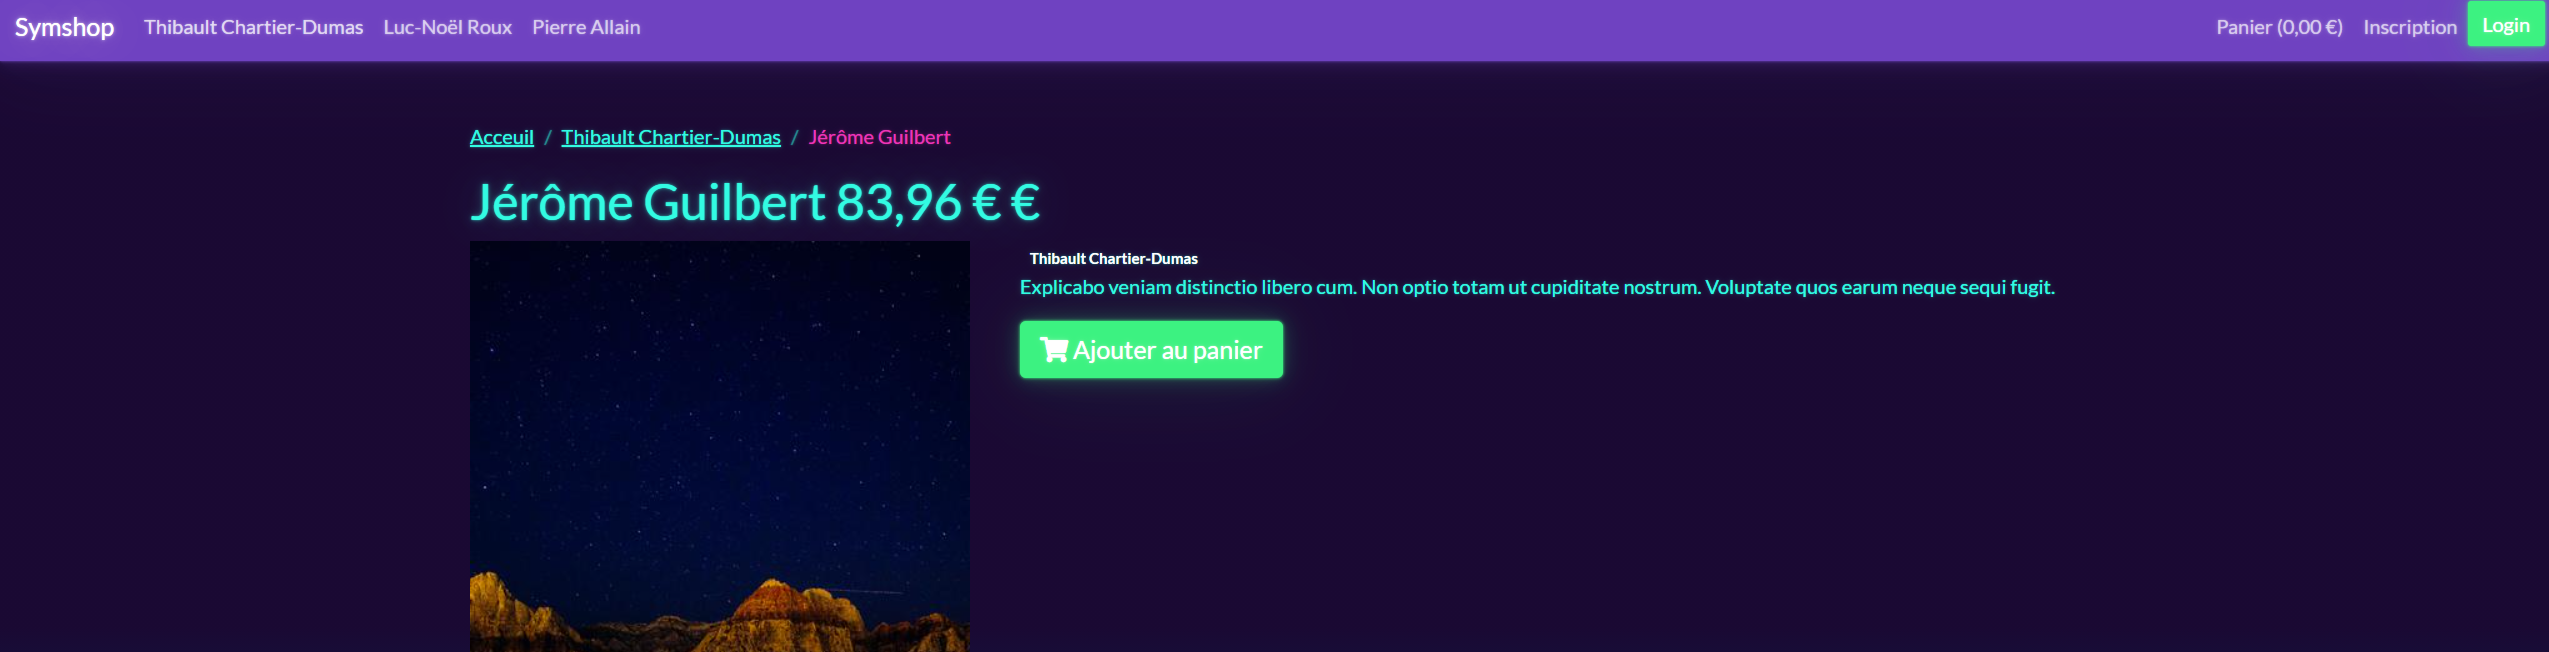 Symshop Thibault Chartier-Dumas Luc-Noël Roux Pierre Allain Panier (0,00 €) Inscription Login
Acceuil / Thibault Chartier-Dumas / Jérôme Guilbert
Jérôme Guilbert 83,96 € €
Thibault Chartier-Dumas
Explicabo veniam distinctio libero cum. Non optio totam ut cupiditate nostrum. Voluptate quos earum neque sequi fugit.
Ajouter au panier